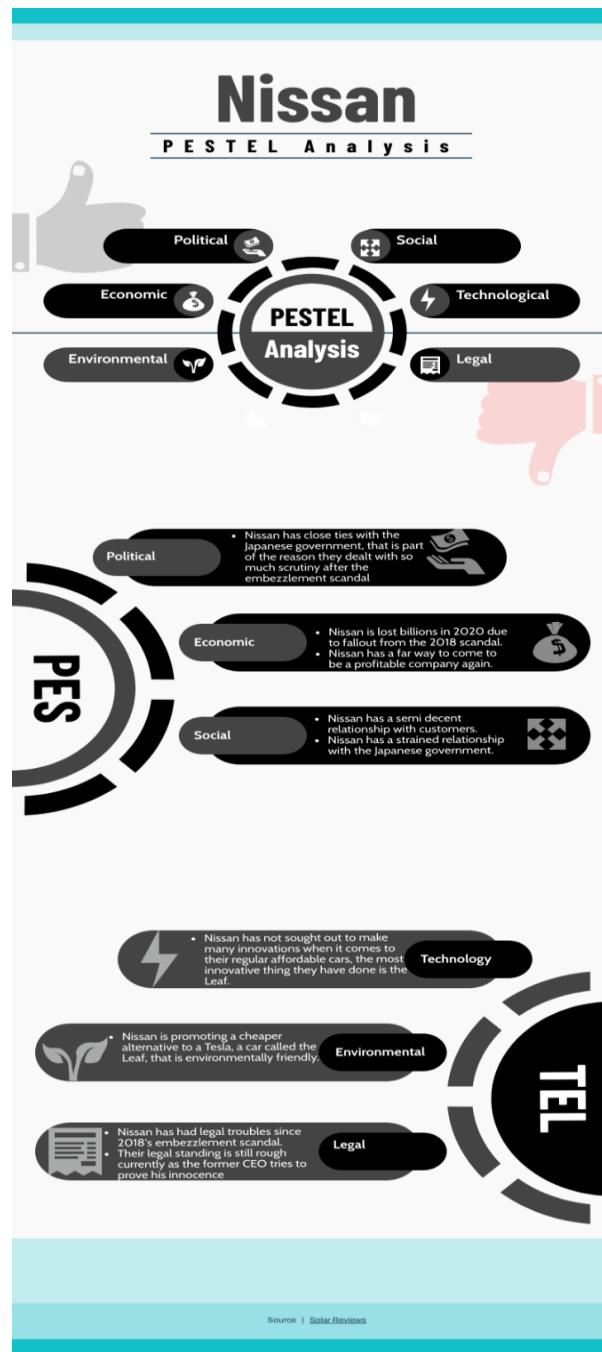 Nissan
PESTEL Analysis
Political
Social
Economic
Technological
PESTEL
Analysis
Environmental
Legal
Political
• Nissan has close ties with the
Japanese government, that is part
of the reason they dealt with so
much scrutiny after the
embezzlement scandal
PES
Economic
• Nissan is lost billions in 2020 due
to fallout from the 2018 scandal.
• Nissan has a far way to come to
be a profitable company again.
Social
• Nissan has a semi decent
relationship with customers.
• Nissan has a strained relationship
with the Japanese government.
• Nissan has not sought out to make
many innovations when it comes to
their regular affordable cars, the most
innovative thing they have done is the
Leaf.
Technology
• Nissan is promoting a cheaper
alternative to a Tesla, a car called the
Leaf, that is environmentally friendly.
Environmental
TEL
• Nissan has had legal troubles since
2018's embezzlement scandal.
• Their legal standing is still rough
currently as the former CEO tries to
prove his innocence
Legal
Source | Solar Reviews